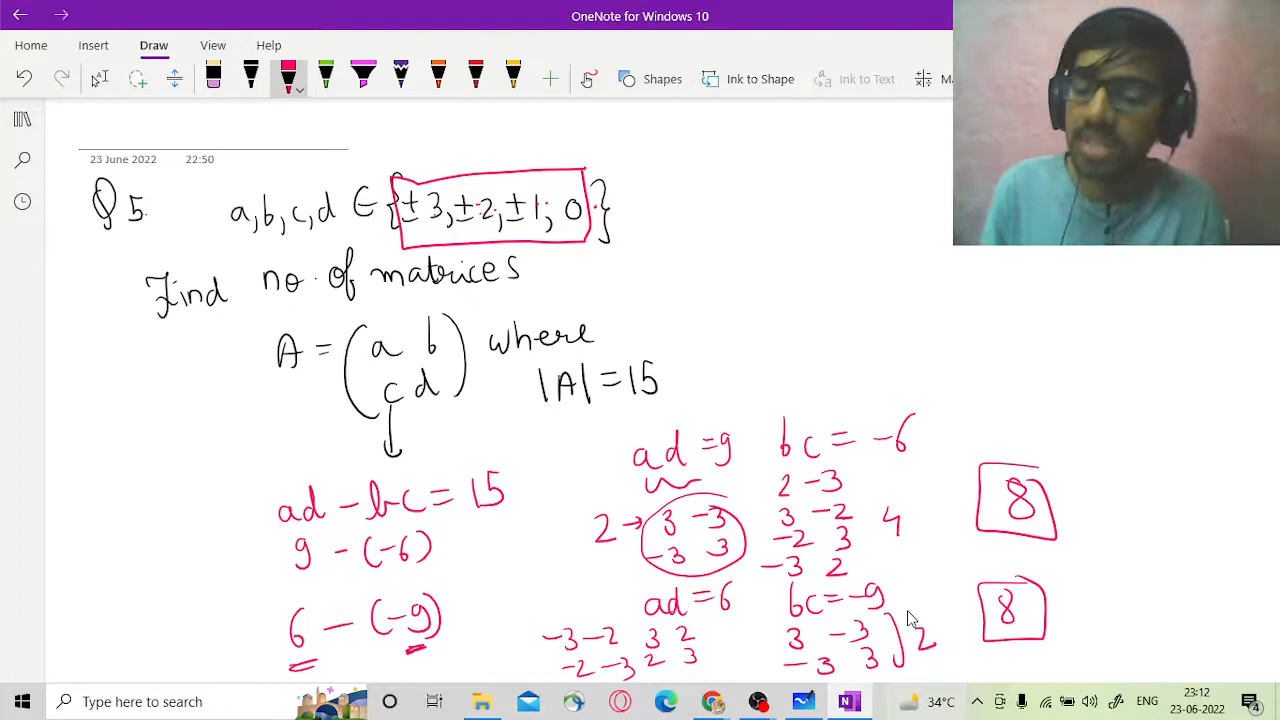 OneNote for Windows 10
Home Insert Draw View Help
Shapes Ink to Shape Ink to Text Ma
23 June 2022 22:50
Q 5. a,b,c,d ∈ {±3, ±2, ±1, 0.}
Find no. of matrices
A = (a b
c d) where
|A| = 15
ad - bc = 15
9 - (-6)
6 - (-9)
ad = 9 bc = -6
2 → 3 -3
-3 3
2 -3
3 -2
-2 3
-3 2
4
8
ad = 6 bc = -9
-3 -2 3 2
-2 -3 2 3
3 -3
-3 3
2
8
Type here to search
34°C
23:12
23-06-2022